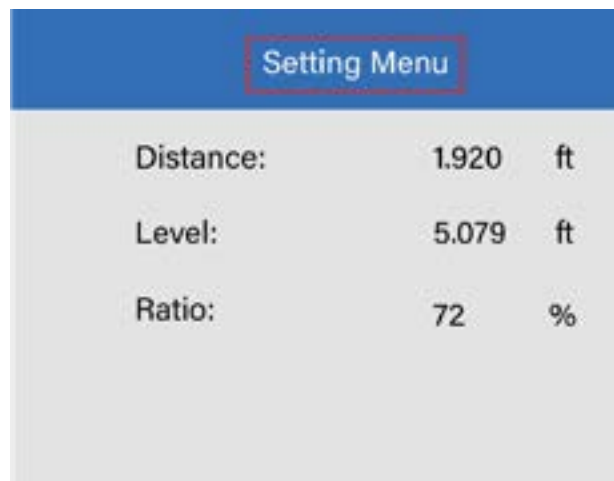 Setting Menu
Distance: 1.920 ft
Level: 5.079 ft
Ratio: 72 %